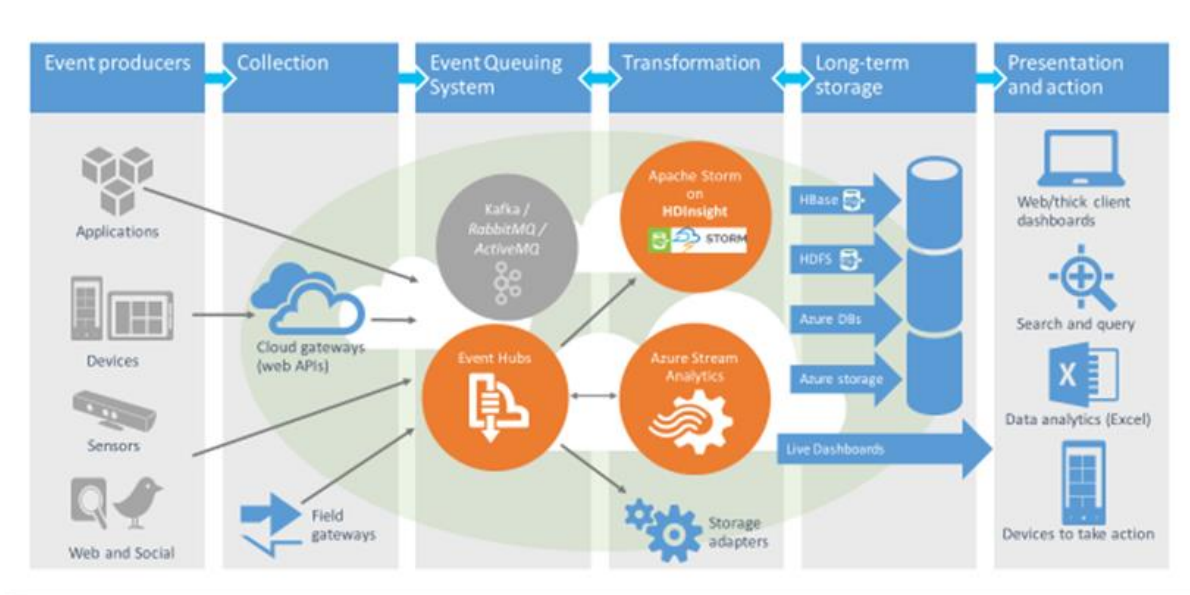 Event producers
Collection
Event Queuing
System
Transformation
Long-term
storage
Presentation
and action
Applications
Devices
Sensors
Web and Social
Cloud gateways
(web APIs)
Field
gateways
Kafka /
RabbitMQ /
ActiveMQ
Event Hubs
Apache Storm
on
HDInsight
STORM
Azure Stream
Analytics
Storage
adapters
HBase
HDFS
Azure DBs
Azure storage
Live Dashboards
Web/thick client
dashboards
Search and query
X
Data analytics (Excel)
Devices to take action